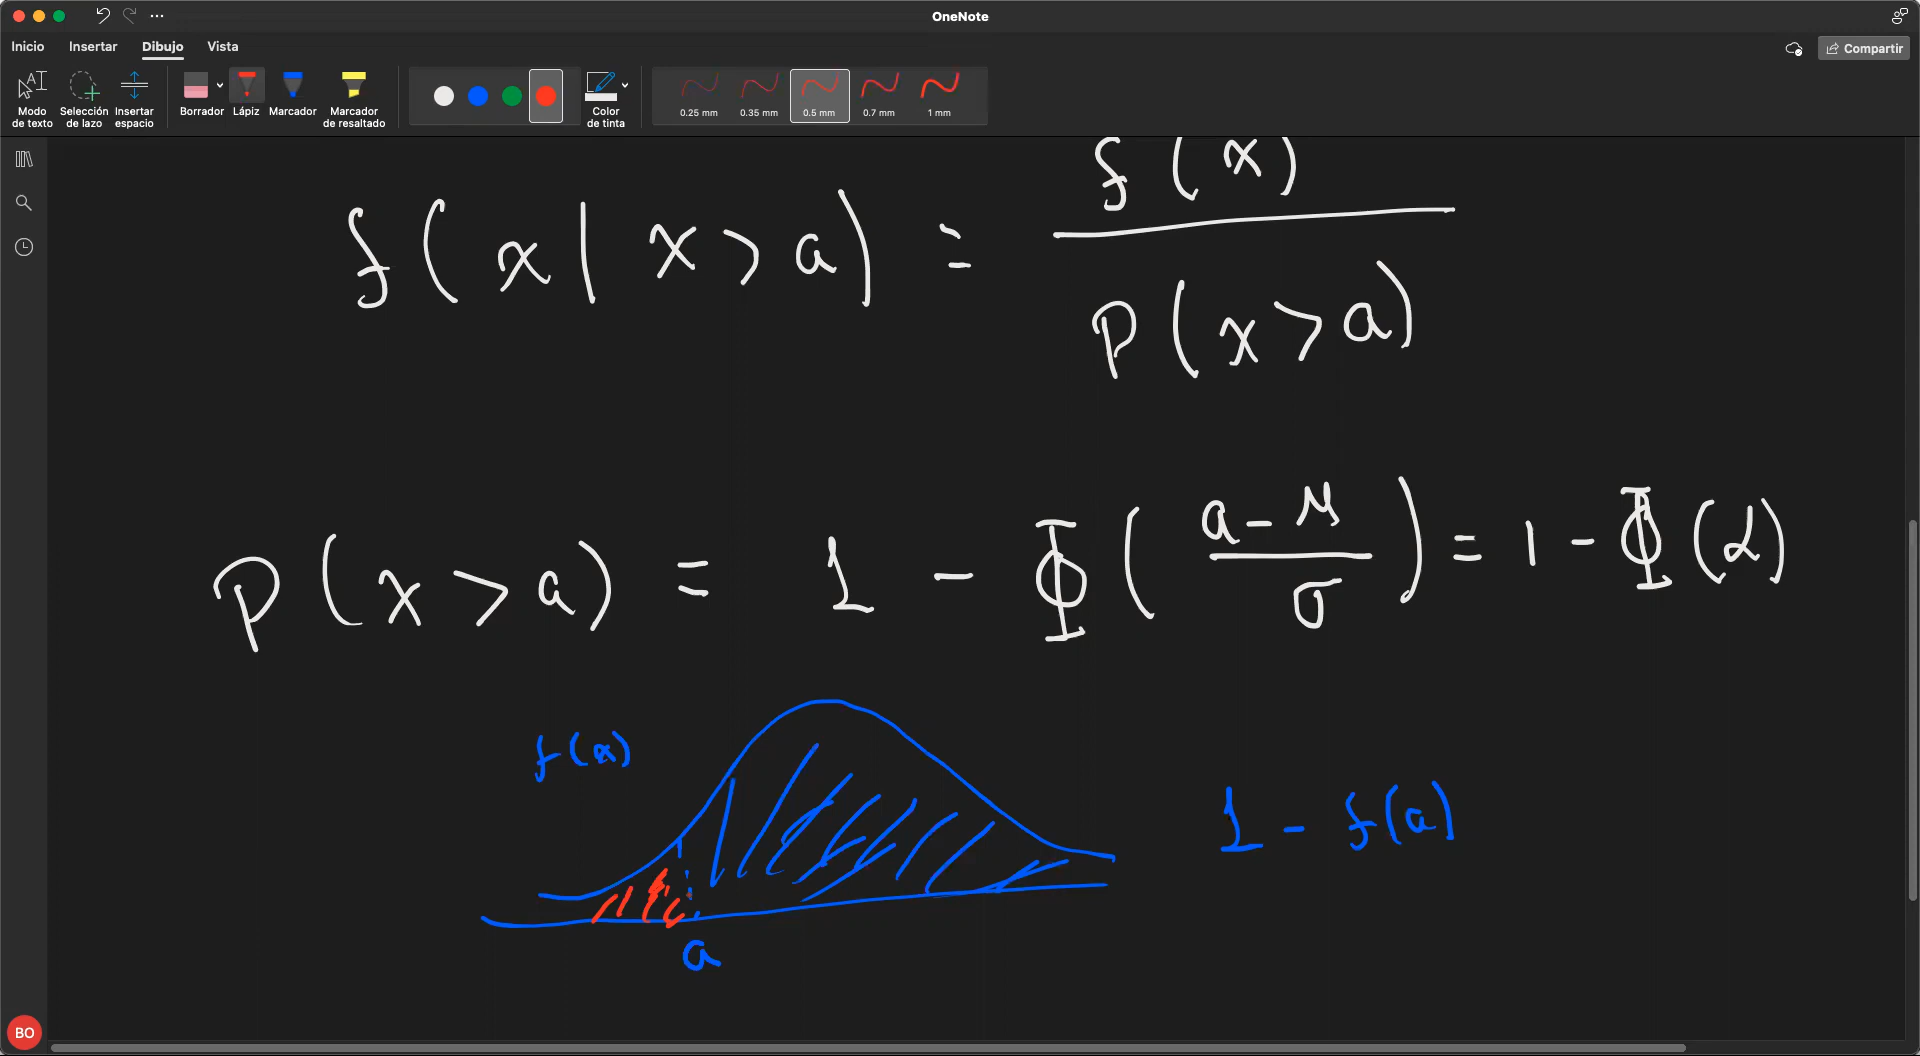 OneNote
Inicio Insertar Dibujo Vista
Compartir
Modo de texto
Selección de lazo
Insertar espacio
Borrador
Lápiz
Marcador
Marcador de resaltado
Color de tinta
0.25 mm
0.35 mm
0.5 mm
0.7 mm
1 mm
f(x | x > a) = f(x) / P(x > a)
P(x > a) = 1 - Φ((a - μ) / σ) = 1 - Φ(α)
f(x)
1 - f(a)
a
BO